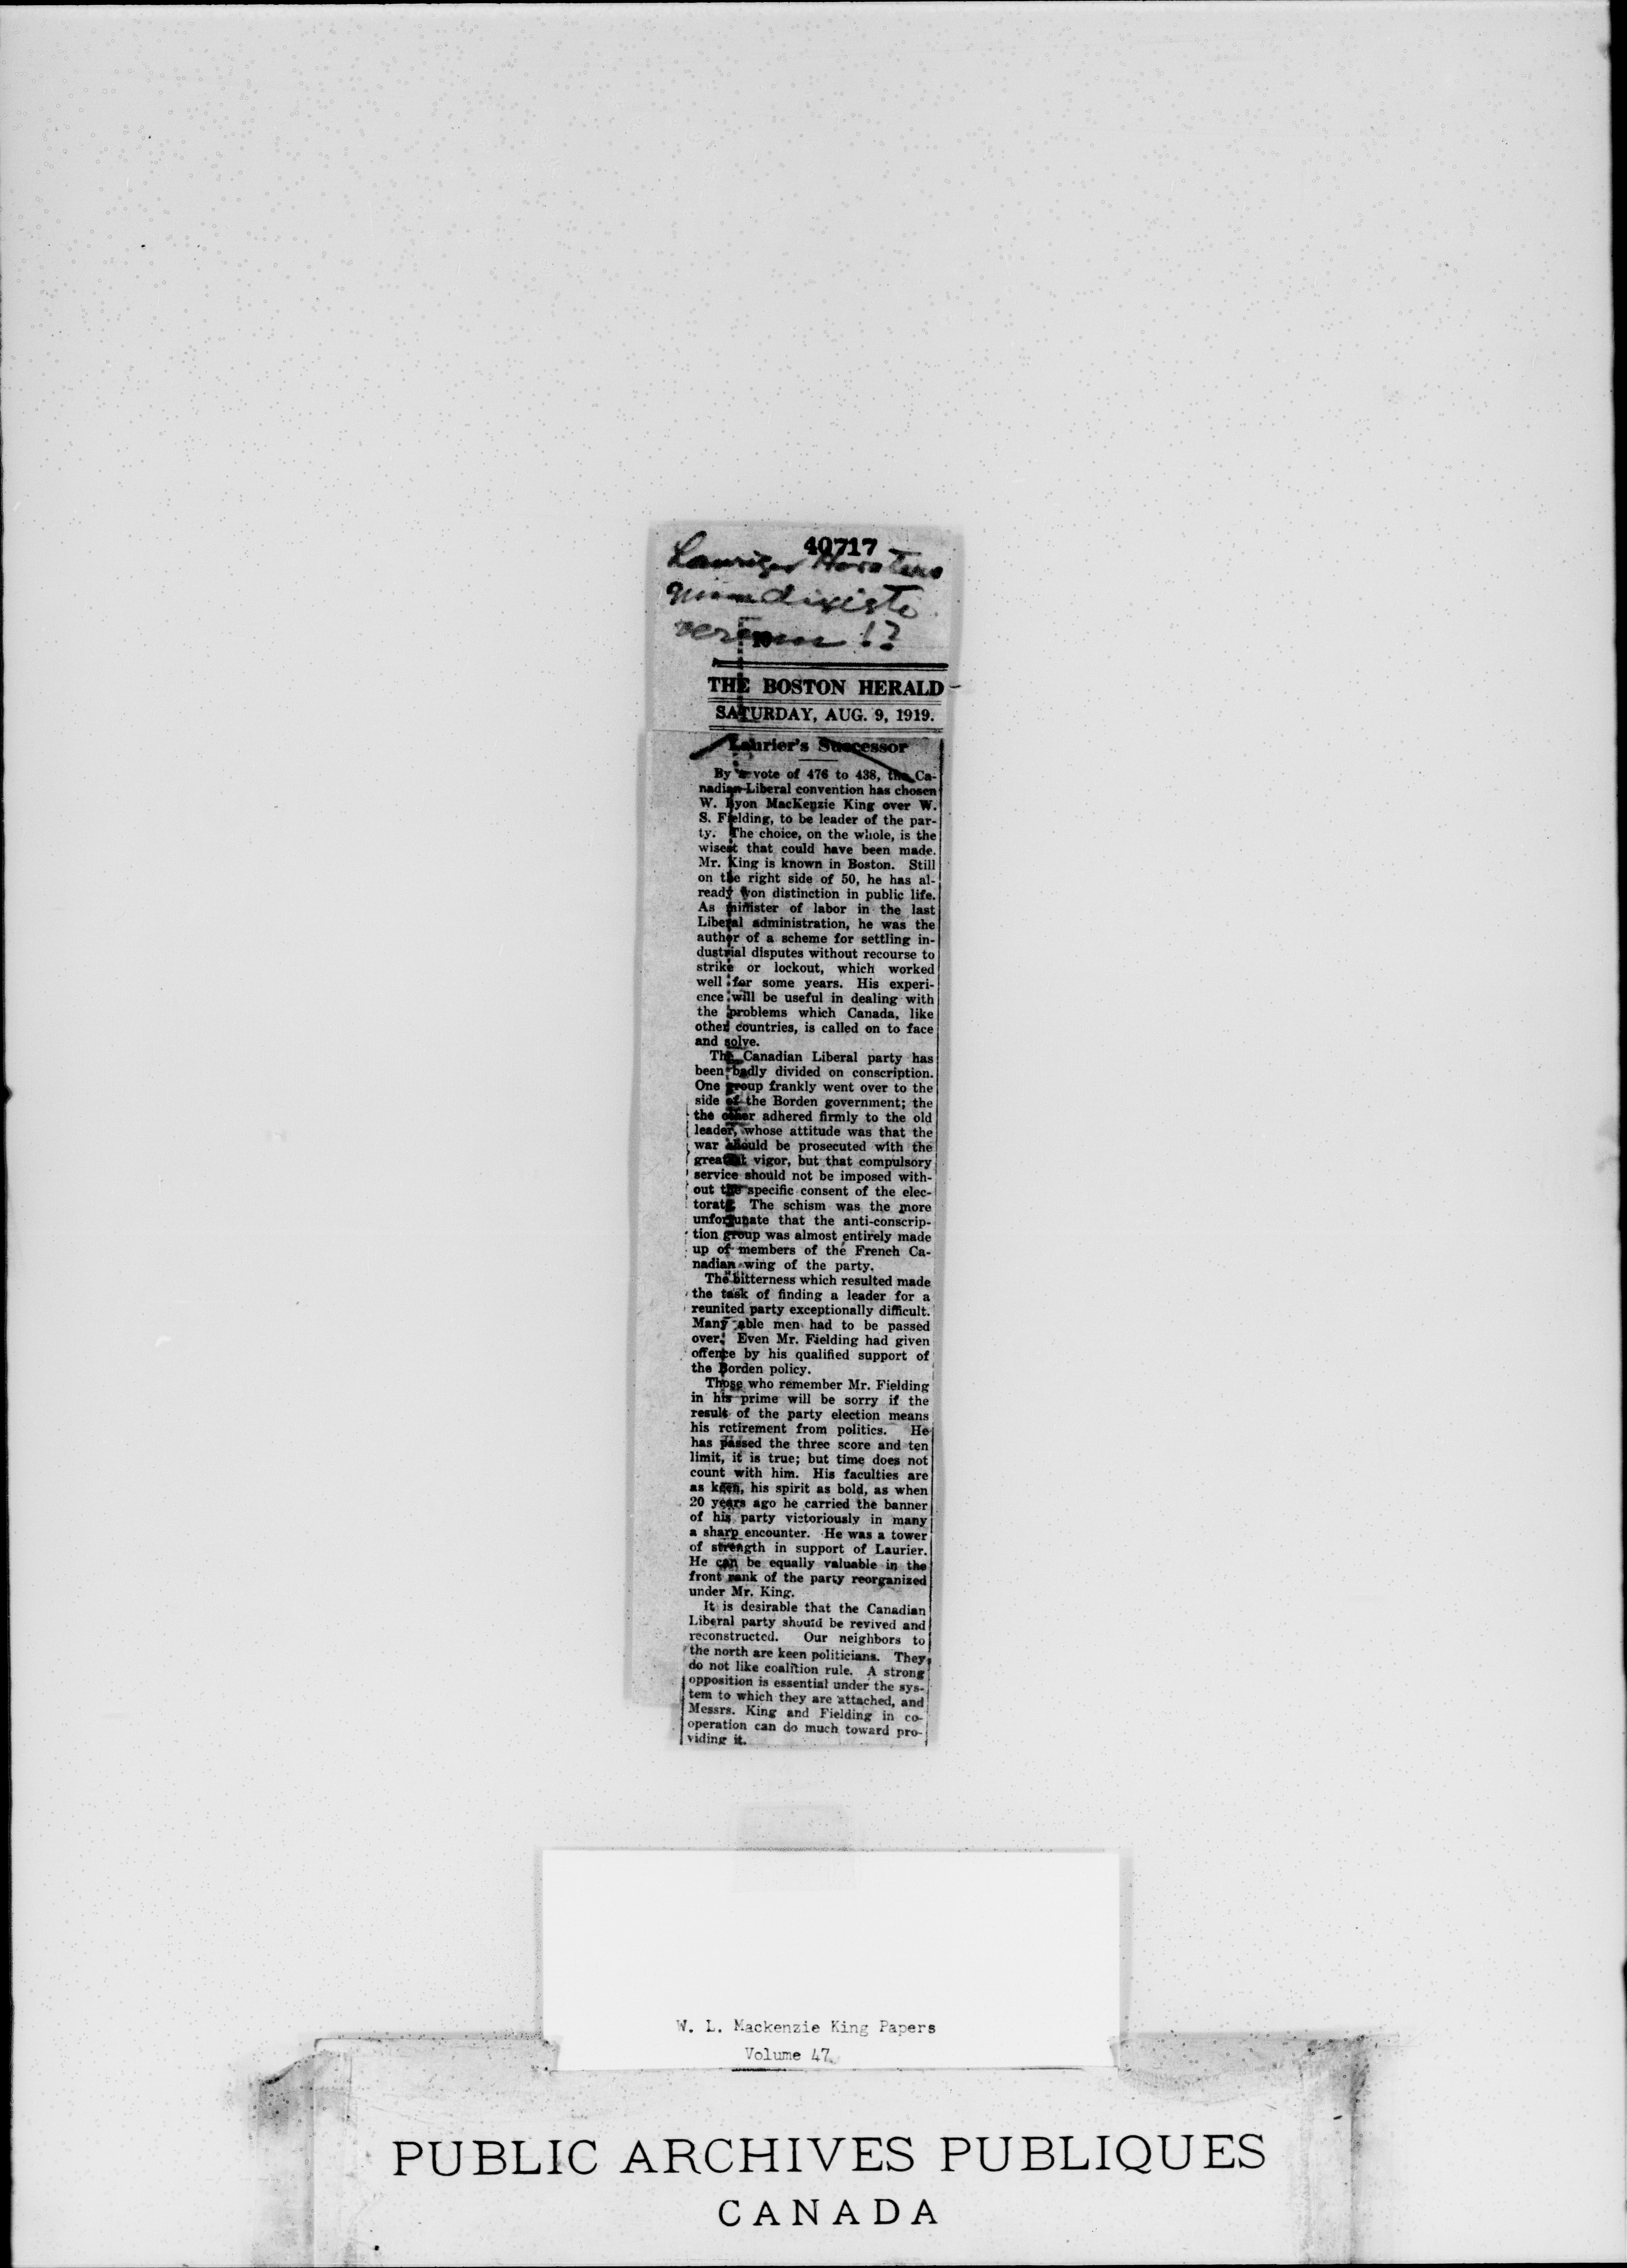 40717
Lauriger Horatius
quam dixisti
verum !?
THE BOSTON HERALD
SATURDAY, AUG. 9, 1919.
Laurier's Successor
By a vote of 476 to 438, the Ca-
nadian Liberal convention has chosen
W. Lyon MacKenzie King over W.
S. Fielding, to be leader of the par-
ty. The choice, on the whole, is the
wisest that could have been made.
Mr. King is known in Boston. Still
on the right side of 50, he has al-
ready won distinction in public life.
As minister of labor in the last
Liberal administration, he was the
author of a scheme for settling in-
dustrial disputes without recourse to
strike or lockout, which worked
well for some years. His experi-
ence will be useful in dealing with
the problems which Canada, like
other countries, is called on to face
and solve.
The Canadian Liberal party has
been badly divided on conscription.
One group frankly went over to the
side of the Borden government; the
the other adhered firmly to the old
leader, whose attitude was that the
war should be prosecuted with the
greatest vigor, but that compulsory
service should not be imposed with-
out the specific consent of the elec-
torate. The schism was the more
unfortunate that the anti-conscrip-
tion group was almost entirely made
up of members of the French Ca-
nadian wing of the party.
The bitterness which resulted made
the task of finding a leader for a
reunited party exceptionally difficult.
Many able men had to be passed
over. Even Mr. Fielding had given
offence by his qualified support of
the Borden policy.
Those who remember Mr. Fielding
in his prime will be sorry if the
result of the party election means
his retirement from politics. He
has passed the three score and ten
limit, it is true; but time does not
count with him. His faculties are
as keen, his spirit as bold, as when
20 years ago he carried the banner
of his party victoriously in many
a sharp encounter. He was a tower
of strength in support of Laurier.
He can be equally valuable in the
front rank of the party reorganized
under Mr. King.
It is desirable that the Canadian
Liberal party should be revived and
reconstructed. Our neighbors to
the north are keen politicians. They
do not like coalition rule. A strong
opposition is essential under the sys-
tem to which they are attached, and
Messrs. King and Fielding in co-
operation can do much toward pro-
viding it.
W. L. Mackenzie King Papers
Volume 47
PUBLIC ARCHIVES PUBLIQUES
CANADA